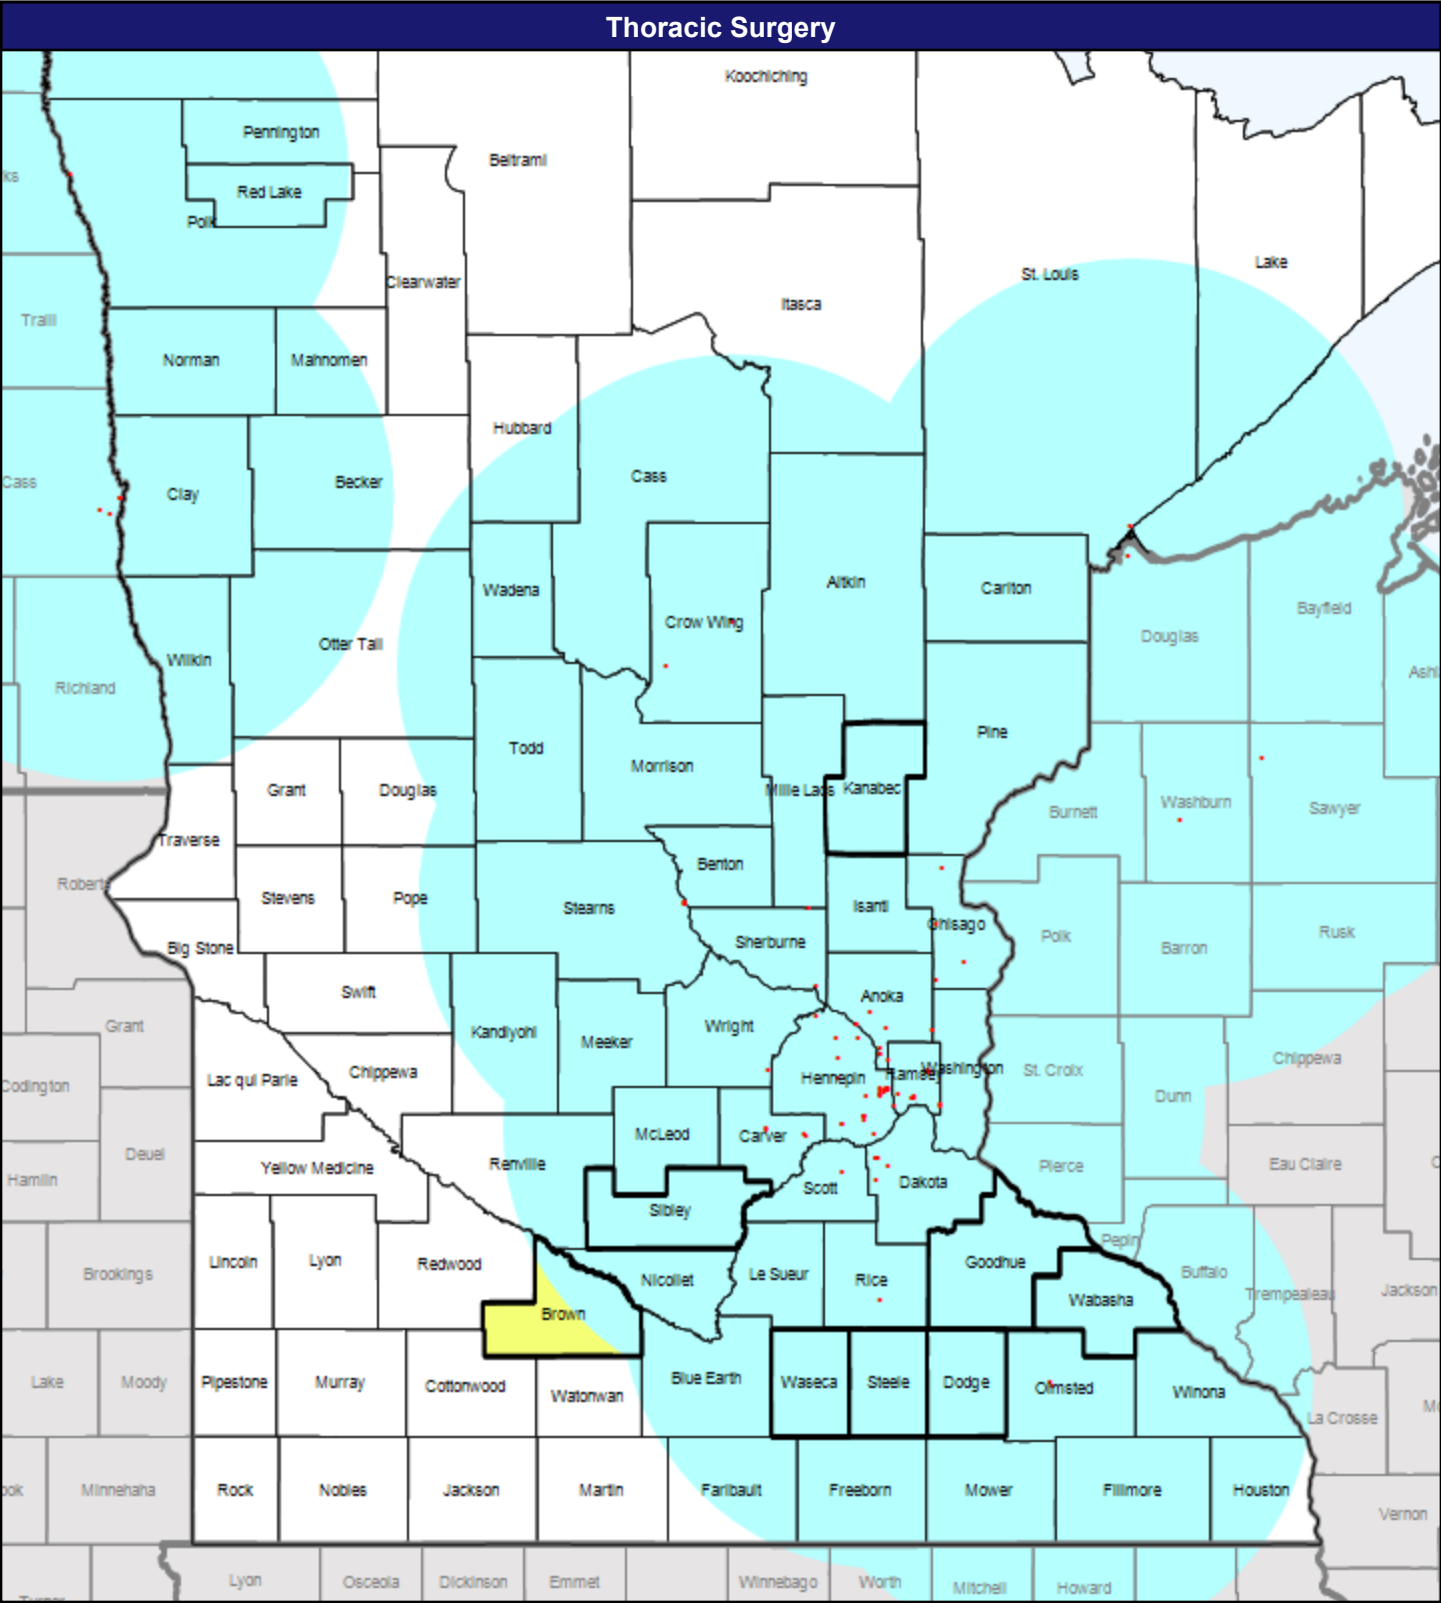 Thoracic Surgery
Koochiching
Pennington
Beltrami
ks
Red Lake
Polk
Clearwater
St. Louis
Lake
Itasca
Traill
Norman
Mahnomen
Hubbard
Cass
Cass
Becker
Clay
Aitkin
Carlton
Wadena
Crow Wing
Bayfield
Douglas
Otter Tail
Wilkin
Ashl
Richland
Pine
Todd
Morrison
Grant
Douglas
Mille Lacs
Kanabec
Washburn
Sawyer
Burnett
Traverse
Benton
Roberts
Stevens
Pope
Stearns
Isanti
Chisago
Polk
Rusk
Sherburne
Big Stone
Barron
Swift
Anoka
Grant
Wright
Kandiyohi
Meeker
Chippewa
Washington
St. Croix
Chippewa
Lac qui Parle
Hennepin
Ramsey
Codington
Dunn
McLeod
Carver
Deuel
Yellow Medicine
Renville
Pierce
Eau Claire
Hamlin
Scott
Dakota
Sibley
Pepin
Lincoln
Lyon
Redwood
Goodhue
Brookings
Nicollet
Le Sueur
Rice
Buffalo
Trempealeau
Jackson
Wabasha
Brown
Lake
Moody
Pipestone
Murray
Cottonwood
Watonwan
Blue Earth
Waseca
Steele
Dodge
Olmsted
Winona
La Crosse
Mo
ook
Minnehaha
Rock
Nobles
Jackson
Martin
Faribault
Freeborn
Mower
Fillmore
Houston
Vernon
Lyon
Osceola
Dickinson
Emmet
Winnebago
Worth
Mitchell
Howard